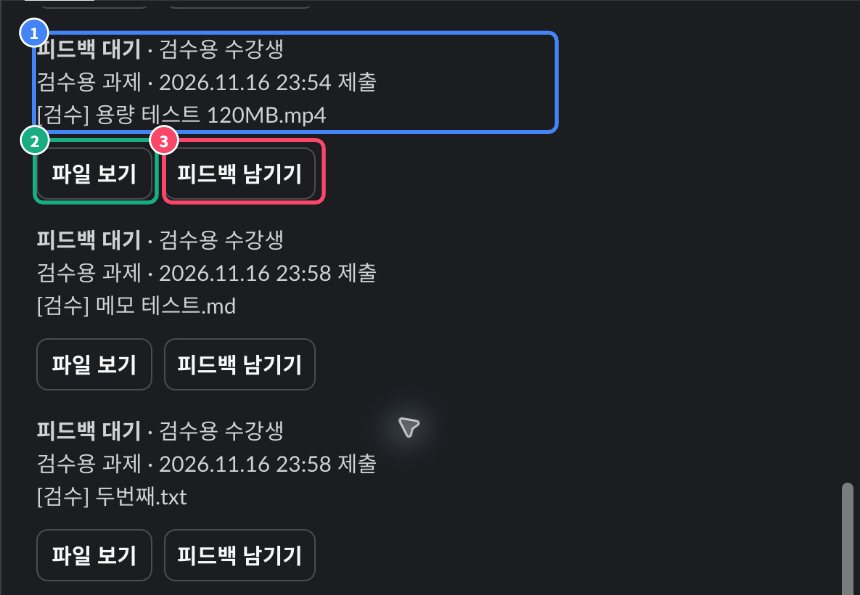 1
피드백 대기 · 검수용 수강생
검수용 과제 · 2026.11.16 23:54 제출
[검수] 용량 테스트 120MB.mp4
2 3
파일 보기 피드백 남기기
피드백 대기 · 검수용 수강생
검수용 과제 · 2026.11.16 23:58 제출
[검수] 메모 테스트.md
파일 보기 피드백 남기기
피드백 대기 · 검수용 수강생
검수용 과제 · 2026.11.16 23:58 제출
[검수] 두번째.txt
파일 보기 피드백 남기기